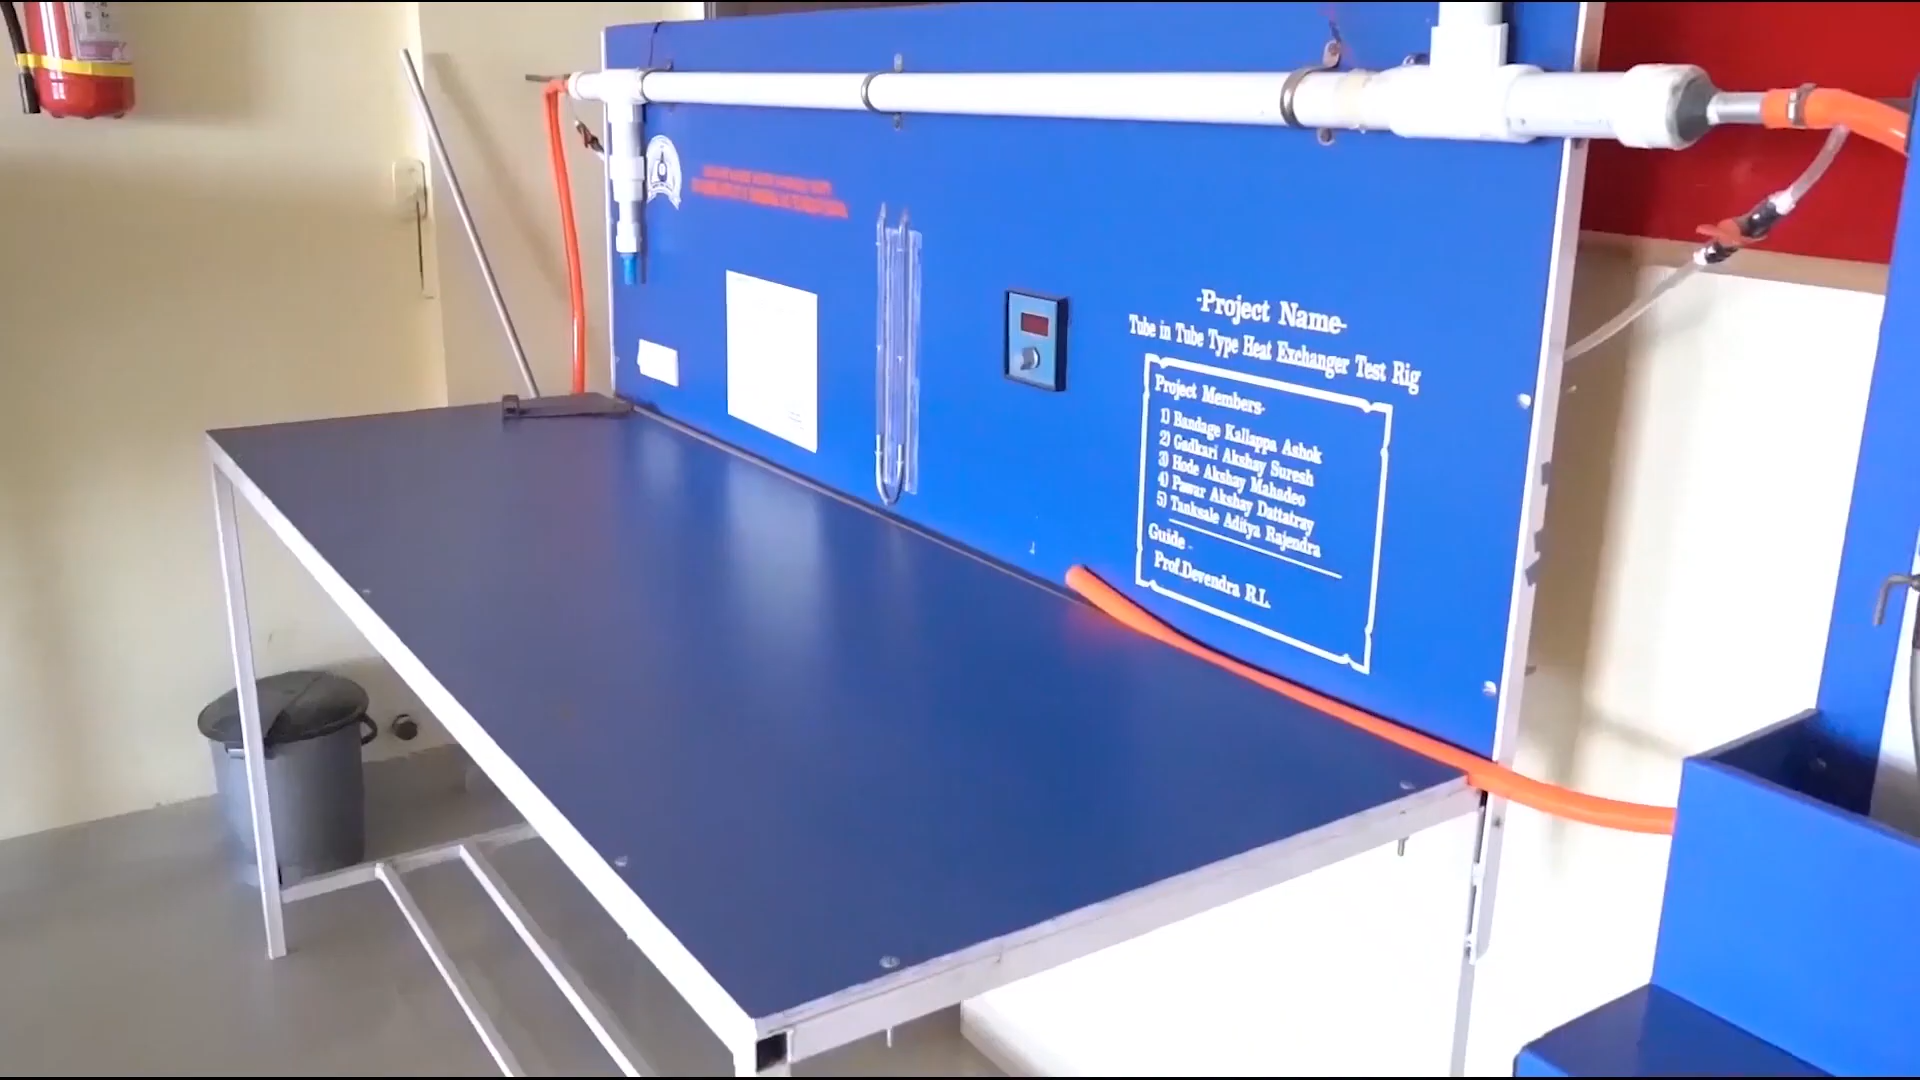 -Project Name-
Tube in Tube Type Heat Exchanger Test Rig
Project Members-
1) Bandage Kallappa Ashok
2) Gadkari Akshay Suresh
3) Hode Akshay Mahadeo
4) Pawar Akshay Dattatray
5) Tanksale Aditya Rajendra
Guide -
Prof.Devendra R.L.